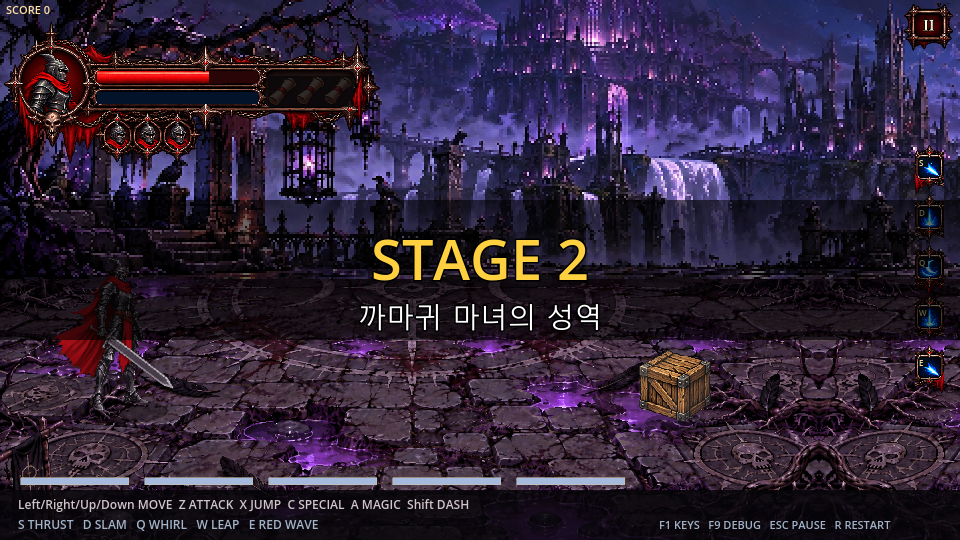 SCORE 0
II
S
D
Q
W
E
STAGE 2
까마귀 마녀의 성역
Left/Right/Up/Down MOVE Z ATTACK X JUMP C SPECIAL A MAGIC Shift DASH
S THRUST D SLAM Q WHIRL W LEAP E RED WAVE
F1 KEYS F9 DEBUG ESC PAUSE R RESTART